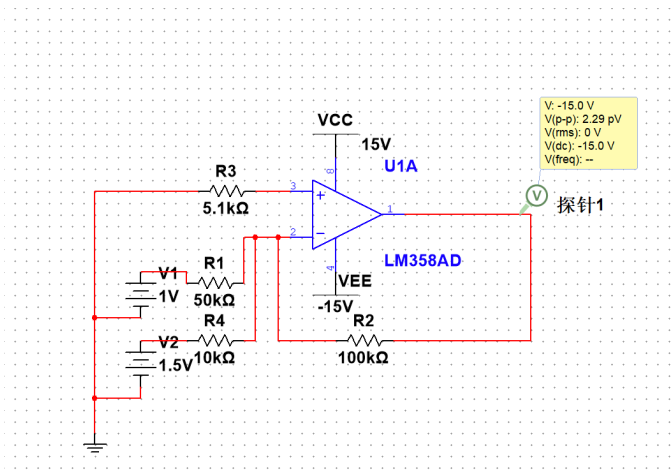 V: -15.0 V
V(p-p): 2.29 pV
V(rms): 0 V
V(dc): -15.0 V
V(freq): --
VCC
15V
U1A
R3
8
3
V
探针1
5.1kΩ
+
1
2
−
LM358AD
4
V1
R1
VEE
1V
50kΩ
-15V
R4
R2
V2
1.5V
10kΩ
100kΩ